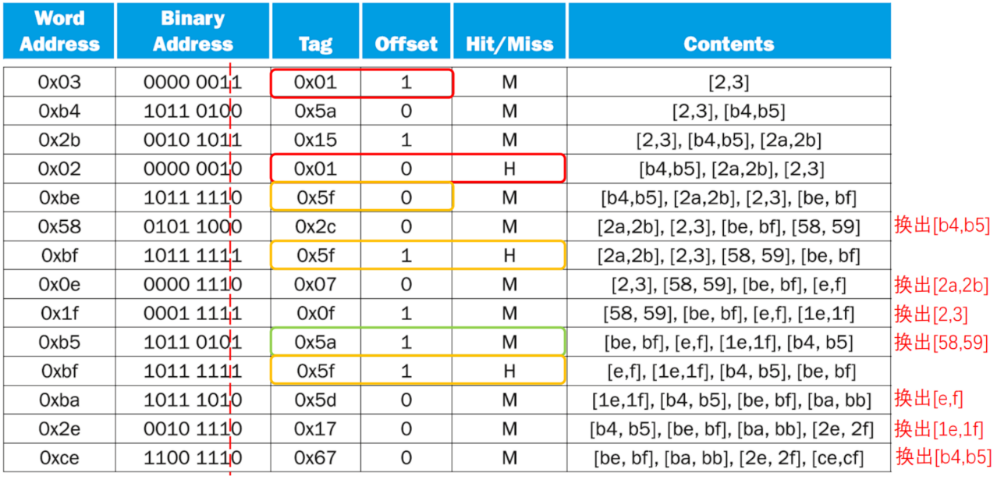 Word Address Binary Address Tag Offset Hit/Miss Contents
0x03 0000 0011 0x01 1 M [2,3]
0xb4 1011 0100 0x5a 0 M [2,3], [b4,b5]
0x2b 0010 1011 0x15 1 M [2,3], [b4,b5], [2a,2b]
0x02 0000 0010 0x01 0 H [b4,b5], [2a,2b], [2,3]
0xbe 1011 1110 0x5f 0 M [b4,b5], [2a,2b], [2,3], [be, bf]
0x58 0101 1000 0x2c 0 M [2a,2b], [2,3], [be, bf], [58, 59] 换出[b4,b5]
0xbf 1011 1111 0x5f 1 H [2a,2b], [2,3], [58, 59], [be, bf]
0x0e 0000 1110 0x07 0 M [2,3], [58, 59], [be, bf], [e,f] 换出[2a,2b]
0x1f 0001 1111 0x0f 1 M [58, 59], [be, bf], [e,f], [1e,1f] 换出[2,3]
0xb5 1011 0101 0x5a 1 M [be, bf], [e,f], [1e,1f], [b4, b5] 换出[58,59]
0xbf 1011 1111 0x5f 1 H [e,f], [1e,1f], [b4, b5], [be, bf]
0xba 1011 1010 0x5d 0 M [1e,1f], [b4, b5], [be, bf], [ba, bb] 换出[e,f]
0x2e 0010 1110 0x17 0 M [b4, b5], [be, bf], [ba, bb], [2e, 2f] 换出[1e,1f]
0xce 1100 1110 0x67 0 M [be, bf], [ba, bb], [2e, 2f], [ce,cf] 换出[b4,b5]